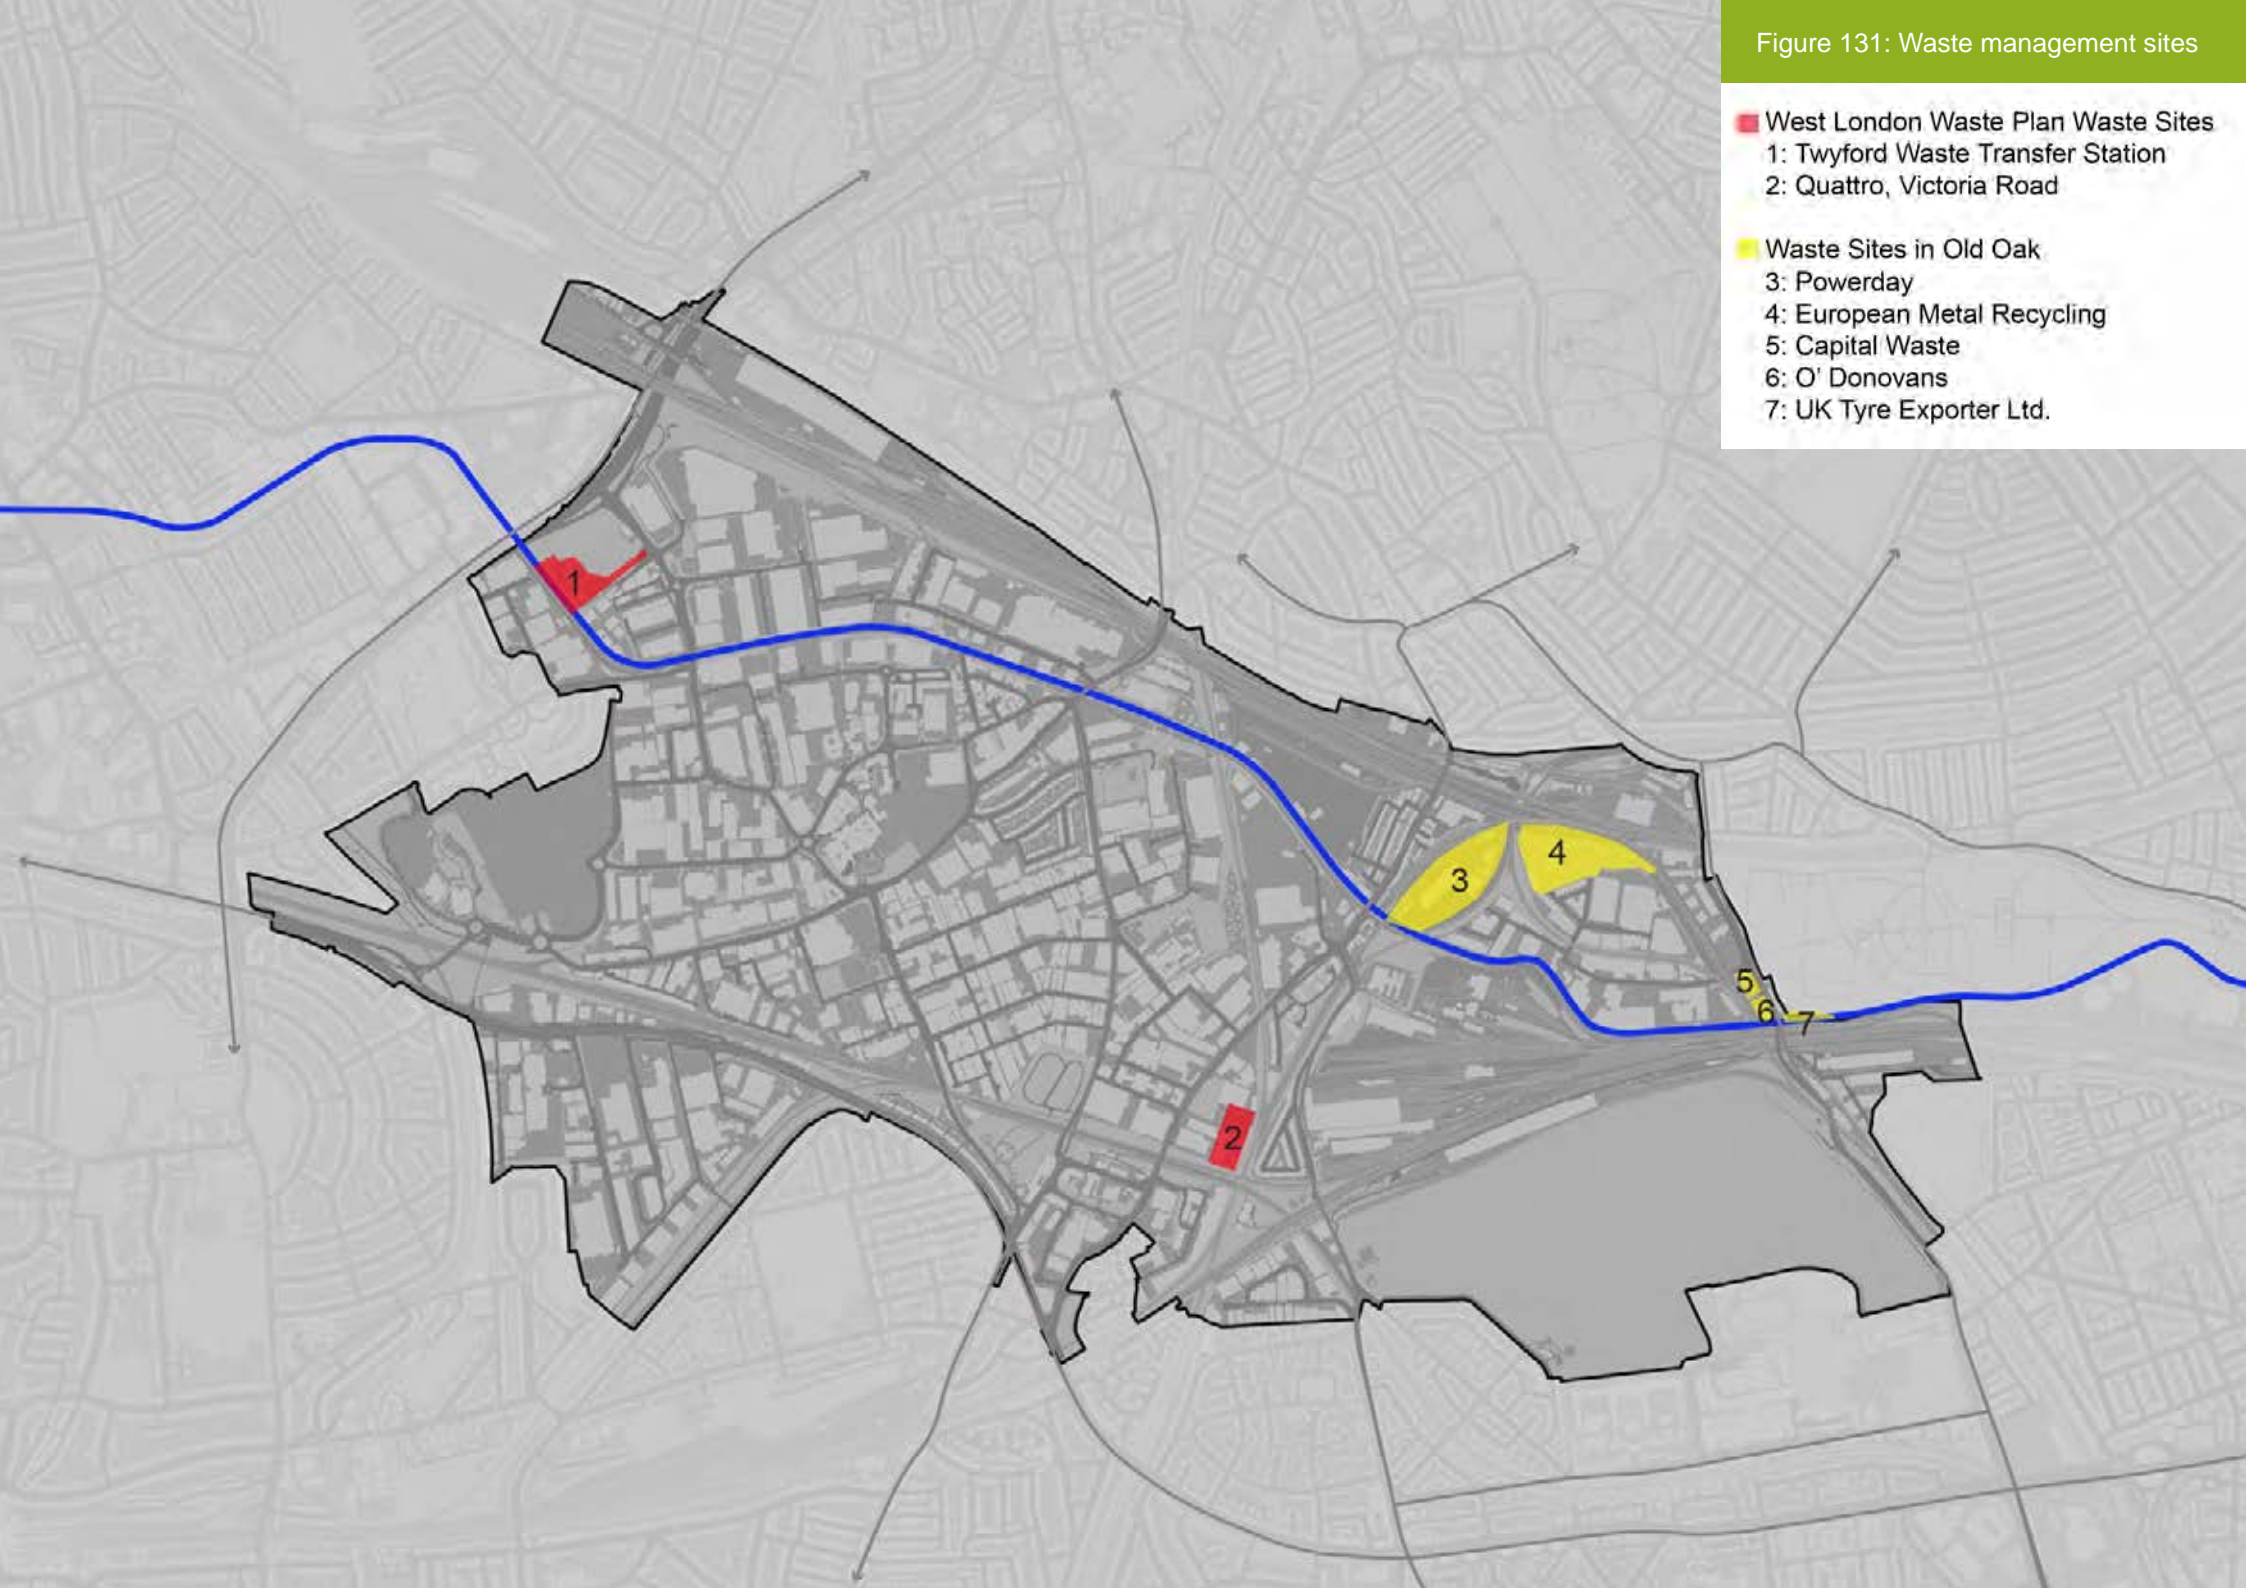 Figure 131: Waste management sites
West London Waste Plan Waste Sites
1: Twyford Waste Transfer Station
2: Quattro, Victoria Road
Waste Sites in Old Oak
3: Powerday
4: European Metal Recycling
5: Capital Waste
6: O' Donovans
7: UK Tyre Exporter Ltd.
1
4
3
5
6
7
2